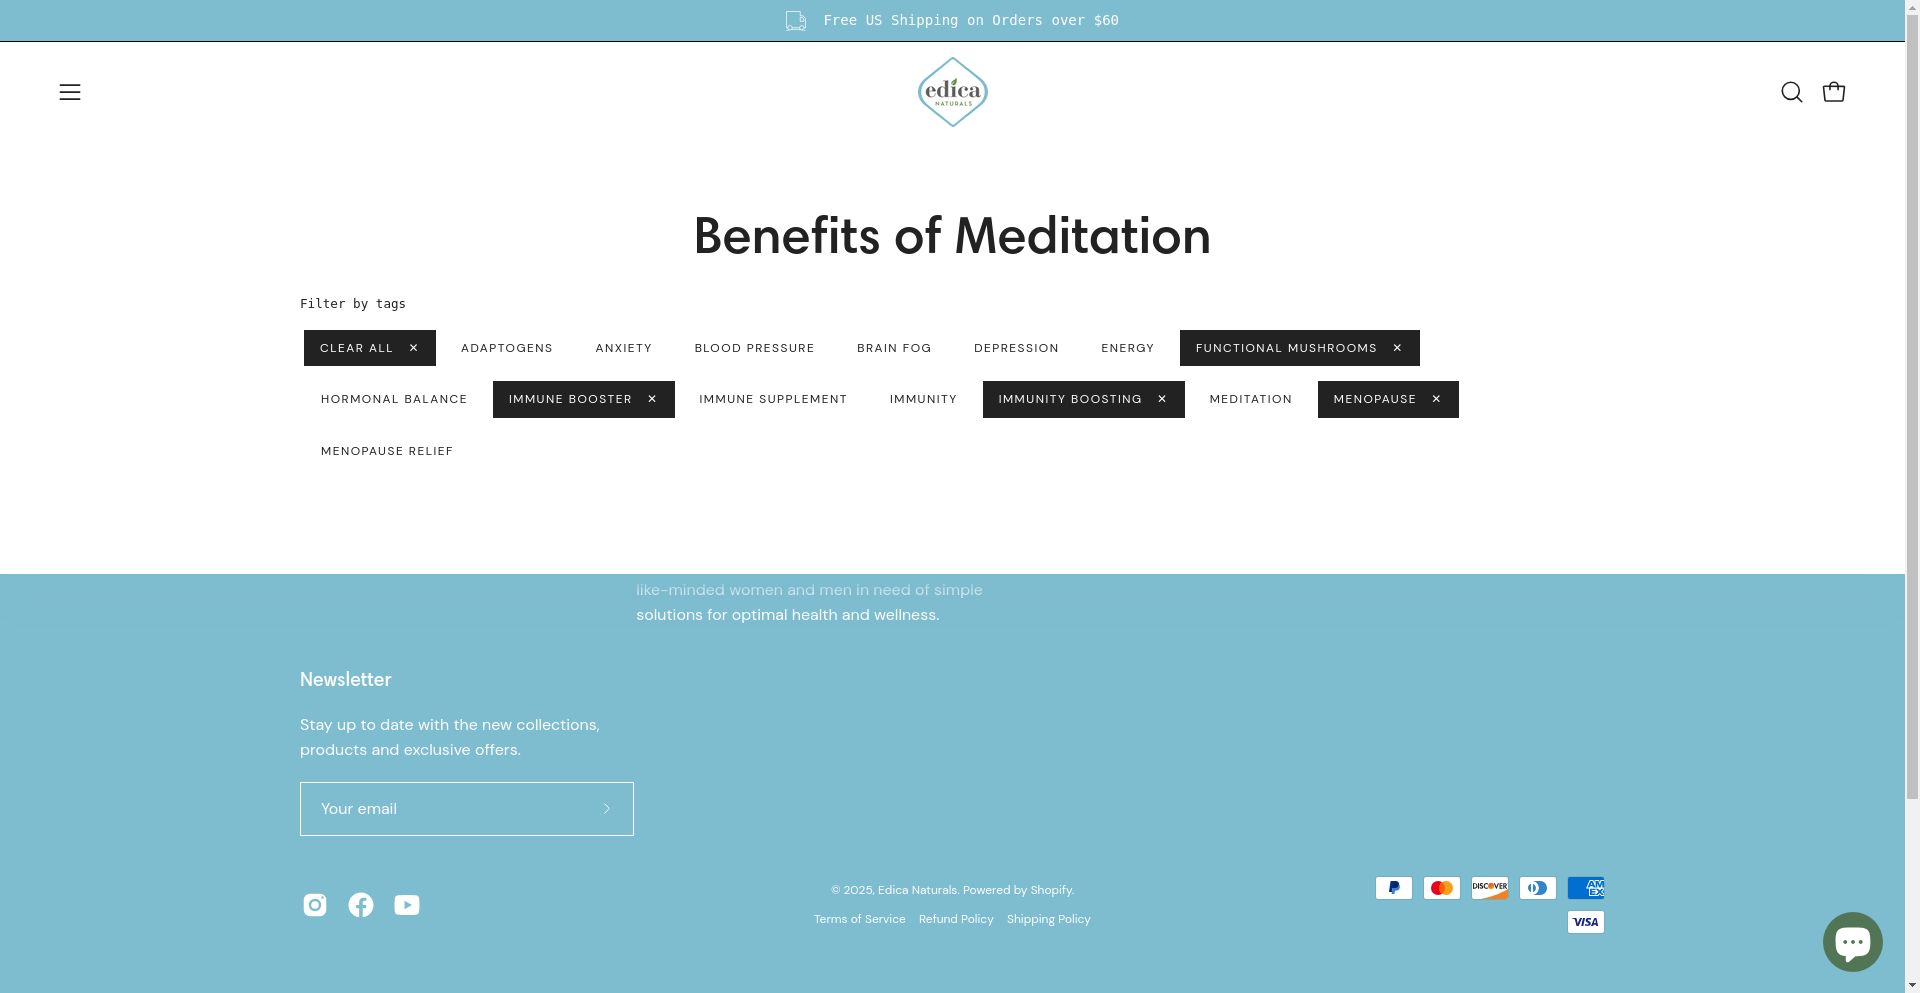 Free US Shipping on Orders over $60
edica
NATURALS
Benefits of Meditation
Filter by tags
CLEAR ALL ✕ ADAPTOGENS ANXIETY BLOOD PRESSURE BRAIN FOG DEPRESSION ENERGY FUNCTIONAL MUSHROOMS ✕
HORMONAL BALANCE IMMUNE BOOSTER ✕ IMMUNE SUPPLEMENT IMMUNITY IMMUNITY BOOSTING ✕ MEDITATION MENOPAUSE ✕
MENOPAUSE RELIEF
like-minded women and men in need of simple
solutions for optimal health and wellness.
Newsletter
Stay up to date with the new collections,
products and exclusive offers.
Your email
© 2025, Edica Naturals. Powered by Shopify.
Terms of Service Refund Policy Shipping Policy
DISCOVER
AM
EX
VISA